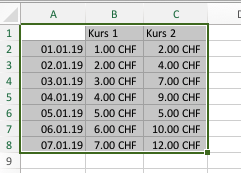 A B C
1 Kurs 1 Kurs 2
2 01.01.19 1.00 CHF 2.00 CHF
3 02.01.19 2.00 CHF 4.00 CHF
4 03.01.19 3.00 CHF 7.00 CHF
5 04.01.19 4.00 CHF 9.00 CHF
6 05.01.19 5.00 CHF 5.00 CHF
7 06.01.19 6.00 CHF 10.00 CHF
8 07.01.19 7.00 CHF 12.00 CHF
9